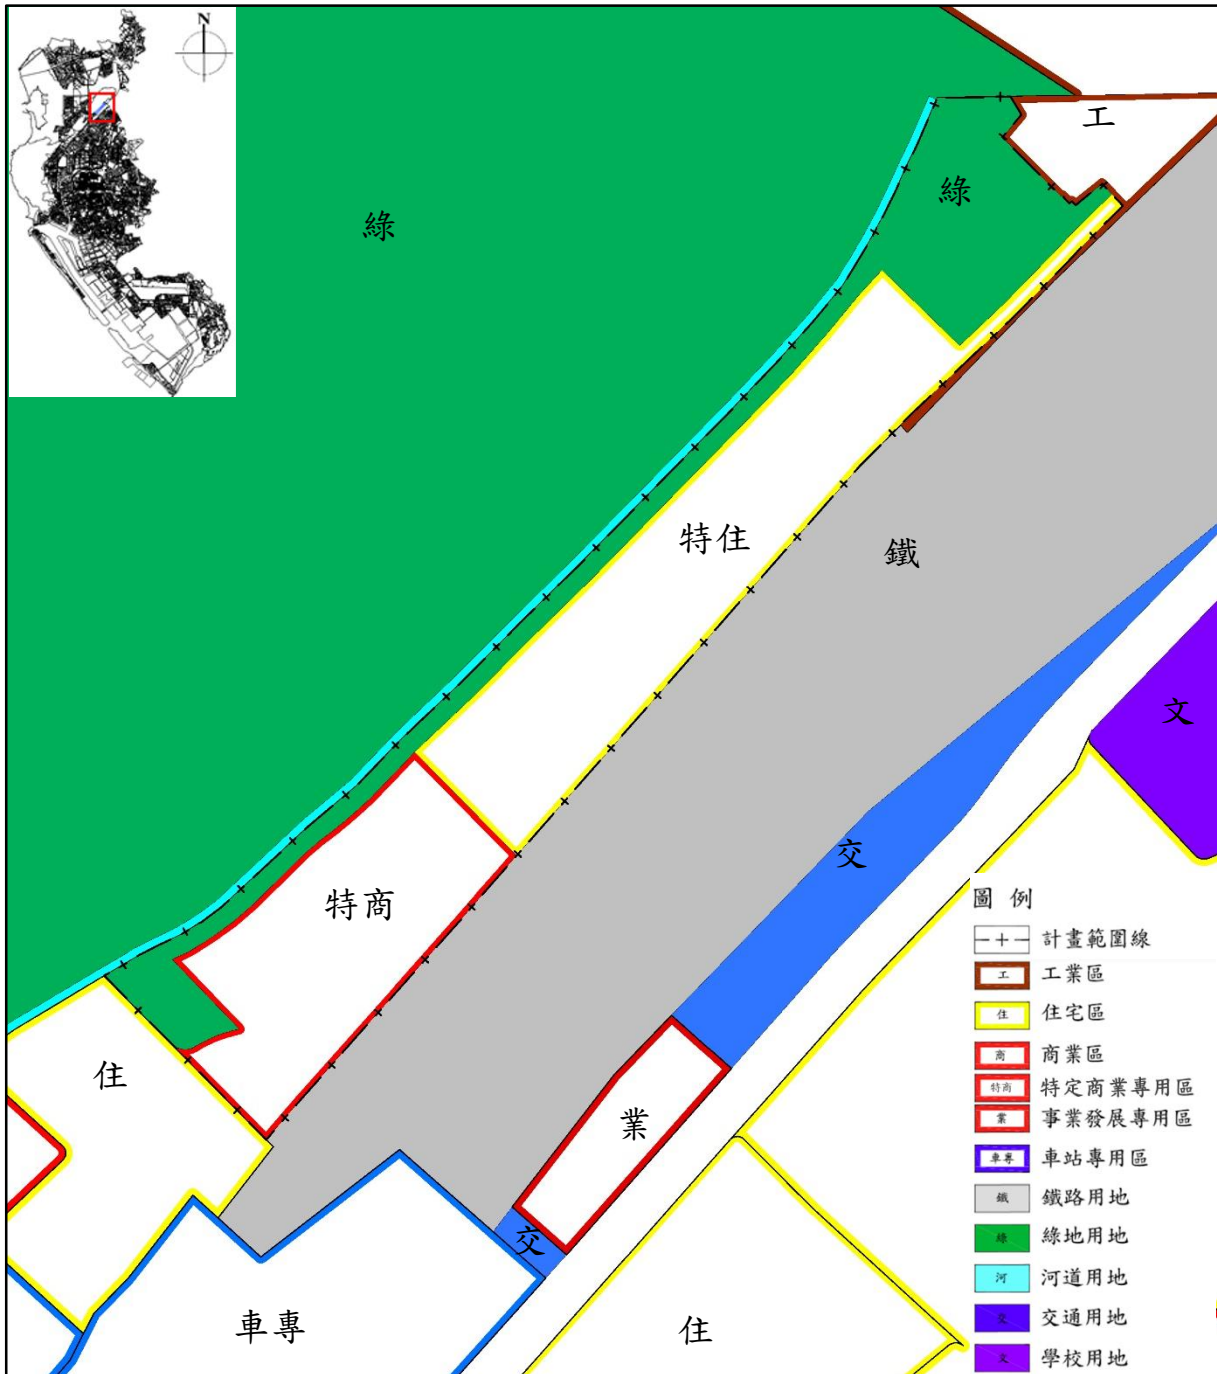 N
工
綠
綠
特住
鐵
文
交
特商
住
業
交
車專
住
圖 例
計畫範圍線
工 工業區
住 住宅區
商 商業區
特商 特定商業專用區
業 事業發展專用區
車專 車站專用區
鐵 鐵路用地
綠 綠地用地
河 河道用地
交 交通用地
文 學校用地